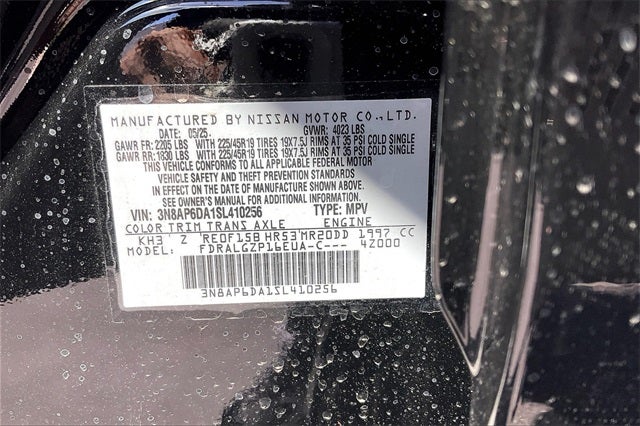 MANUFACTURED BY NISSAN MOTOR CO., LTD.
DATE: 05/25. GVWR: 4023 LBS
GAWR FR: 2205 LBS WITH 225/45R19 TIRES 19X7.5J RIMS AT 35 PSI COLD SINGLE
GAWR RR: 1830 LBS WITH 225/45R19 TIRES 19X7.5J RIMS AT 35 PSI COLD SINGLE
THIS VEHICLE CONFORMS TO ALL APPLICABLE FEDERAL MOTOR
VEHICLE SAFETY AND THEFT PREVENTION STANDARDS
IN EFFECT ON THE DATE OF MANUFACTURE SHOWN ABOVE.
SEE OWNER'S MANUAL FOR ADDITIONAL INFORMATION.
VIN: 3N8AP6DA1SL410256 TYPE: MPV
COLOR TRIM TRANS AXLE ENGINE
KH3 Z RE0F15B HR53 MR20DD 1997 CC
MODEL: FDRALGZP16EUA-C--- 4Z000
3N8AP6DA1SL410256